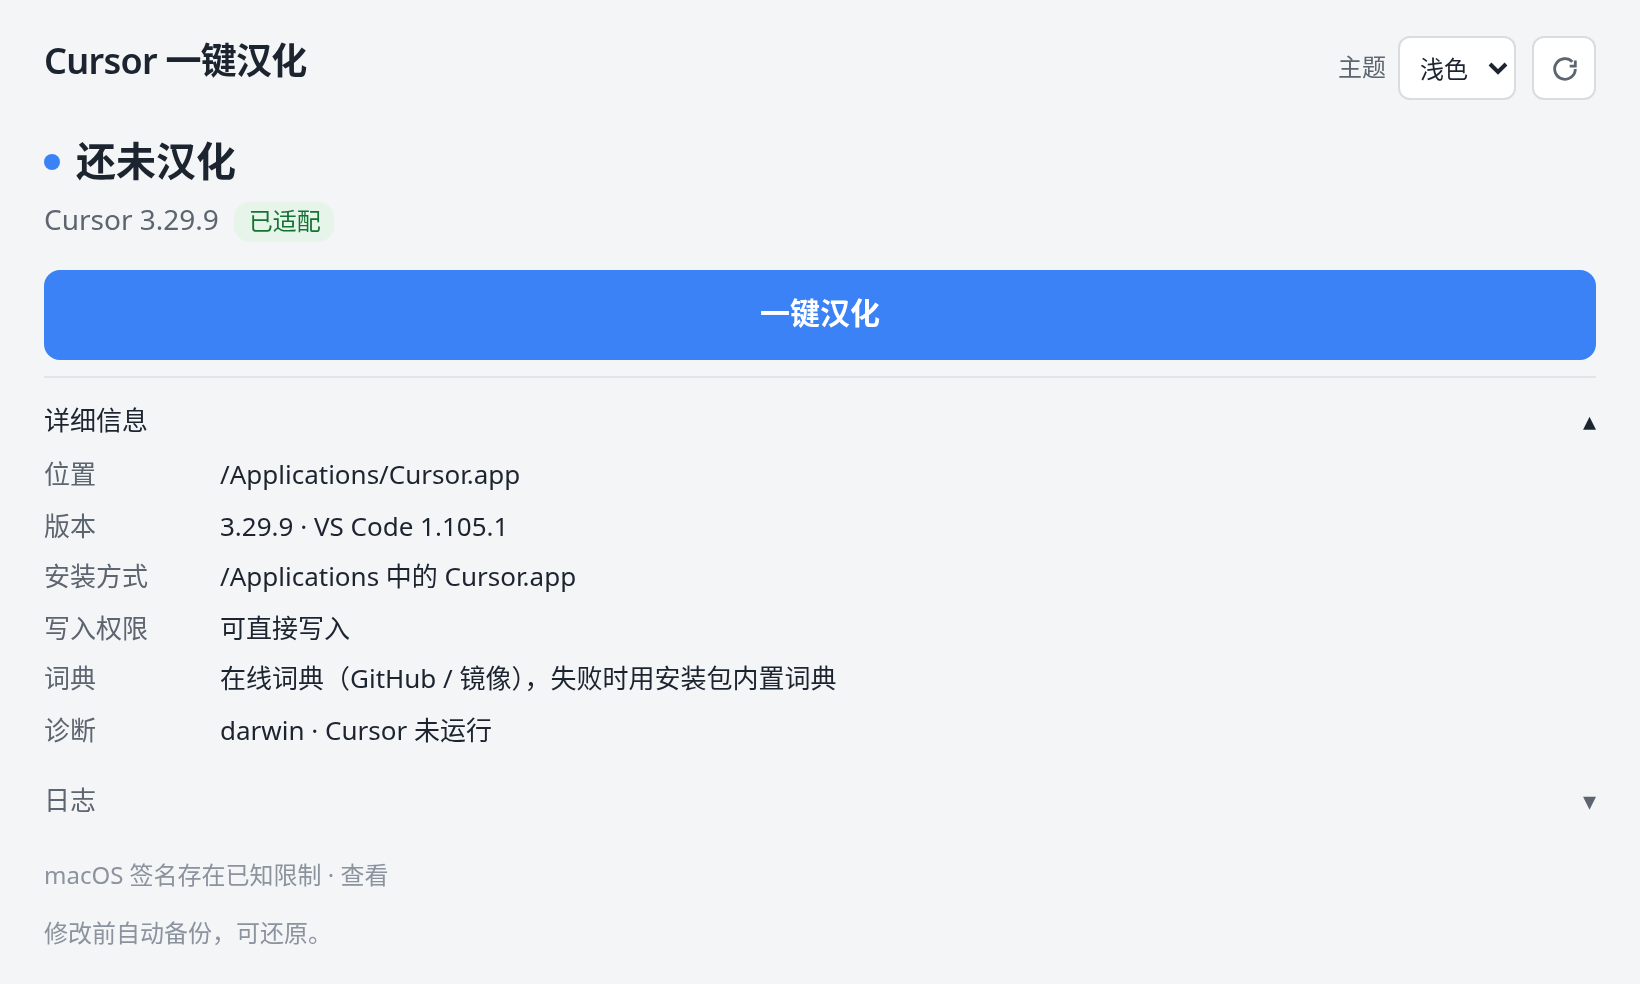 Cursor 一键汉化
主题 浅色
还未汉化
Cursor 3.29.9 已适配
一键汉化
详细信息 ▲
位置 /Applications/Cursor.app
版本 3.29.9 · VS Code 1.105.1
安装方式 /Applications 中的 Cursor.app
写入权限 可直接写入
词典 在线词典（GitHub / 镜像），失败时用安装包内置词典
诊断 darwin · Cursor 未运行
日志 ▼
macOS 签名存在已知限制 · 查看
修改前自动备份，可还原。